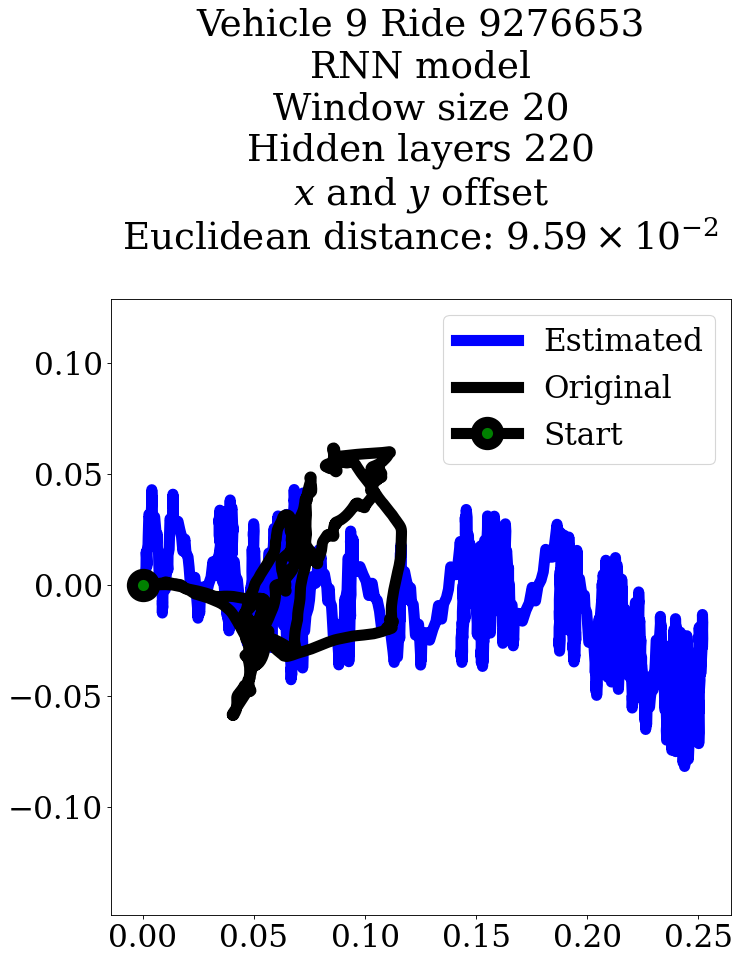 Vehicle 9 Ride 9276653
RNN model
Window size 20
Hidden layers 220
x and y offset
Euclidean distance: 9.59 × 10⁻²
Estimated
Original
Start
0.10
0.05
0.00
−0.05
−0.10
0.00 0.05 0.10 0.15 0.20 0.25